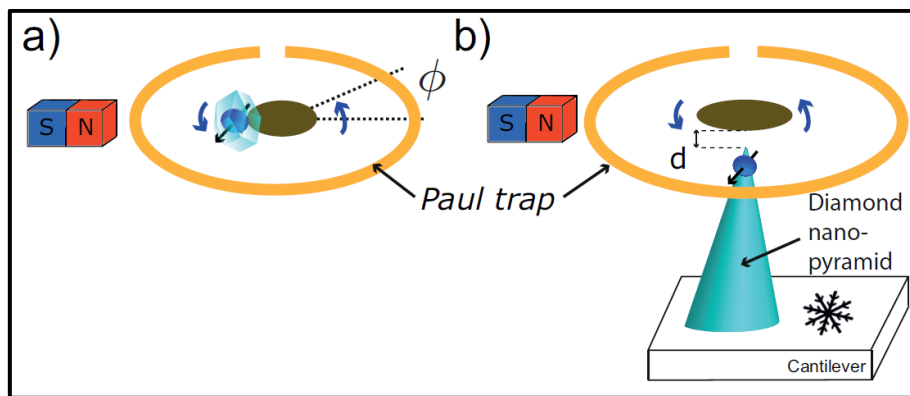 a)
S N
ϕ
Paul trap
b)
S N
d
Diamond
nano-
pyramid
Cantilever